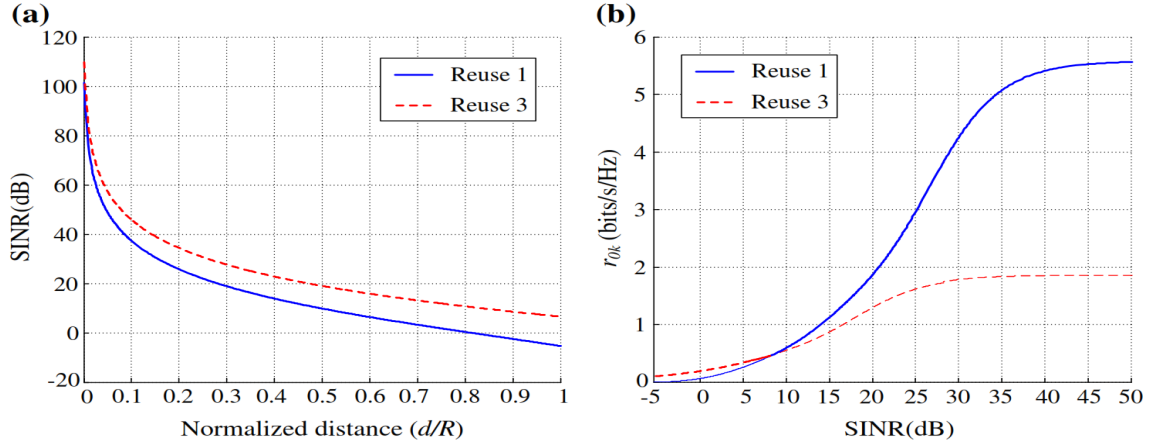 (a)
120
100
80
60
40
20
0
-20
SINR(dB)
Reuse 1
Reuse 3
0 0.1 0.2 0.3 0.4 0.5 0.6 0.7 0.8 0.9 1
Normalized distance (d/R)
(b)
6
5
4
3
2
1
0
r0k (bits/s/Hz)
Reuse 1
Reuse 3
-5 0 5 10 15 20 25 30 35 40 45 50
SINR(dB)